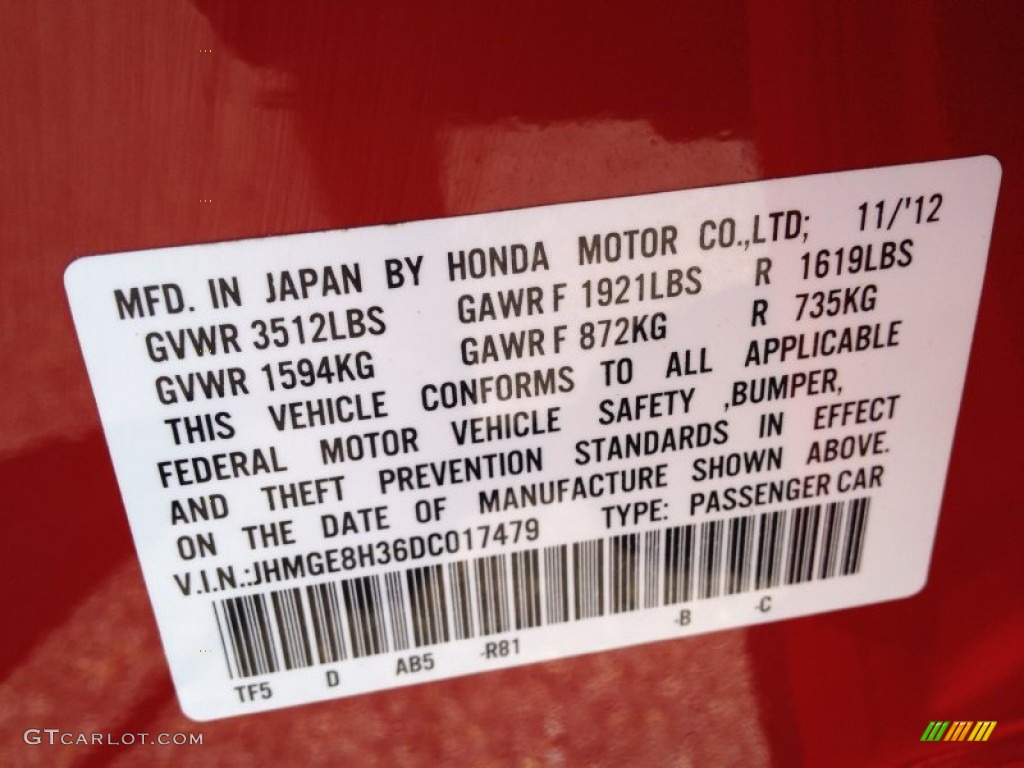 MFD. IN JAPAN BY HONDA MOTOR CO.,LTD; 11/'12
GVWR 3512LBS GAWR F 1921LBS R 1619LBS
GVWR 1594KG GAWR F 872KG R 735KG
THIS VEHICLE CONFORMS TO ALL APPLICABLE
FEDERAL MOTOR VEHICLE SAFETY ,BUMPER,
AND THEFT PREVENTION STANDARDS IN EFFECT
ON THE DATE OF MANUFACTURE SHOWN ABOVE.
V.I.N.:JHMGE8H36DC017479 TYPE: PASSENGER CAR
TF5 D AB5 -R81 -B -C
GTCARLOT.COM